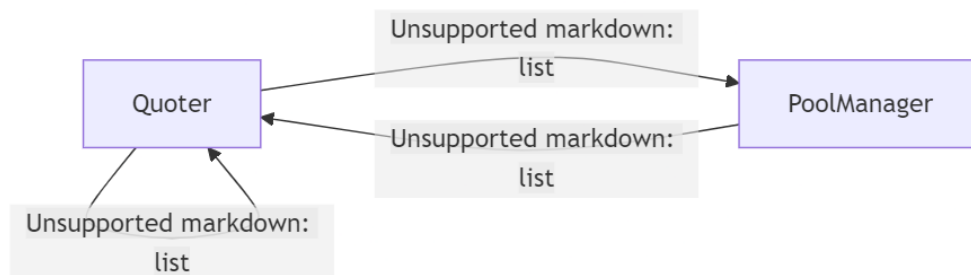 Unsupported markdown:
list
Quoter
PoolManager
Unsupported markdown:
list
Unsupported markdown:
list